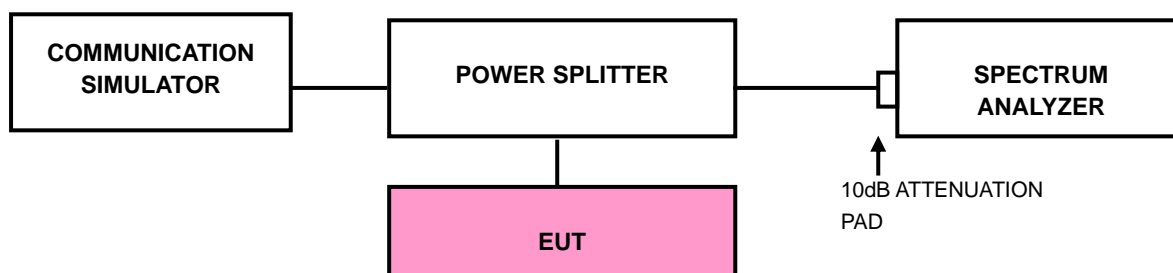 COMMUNICATION
SIMULATOR
POWER SPLITTER
SPECTRUM
ANALYZER
10dB ATTENUATION
PAD
EUT